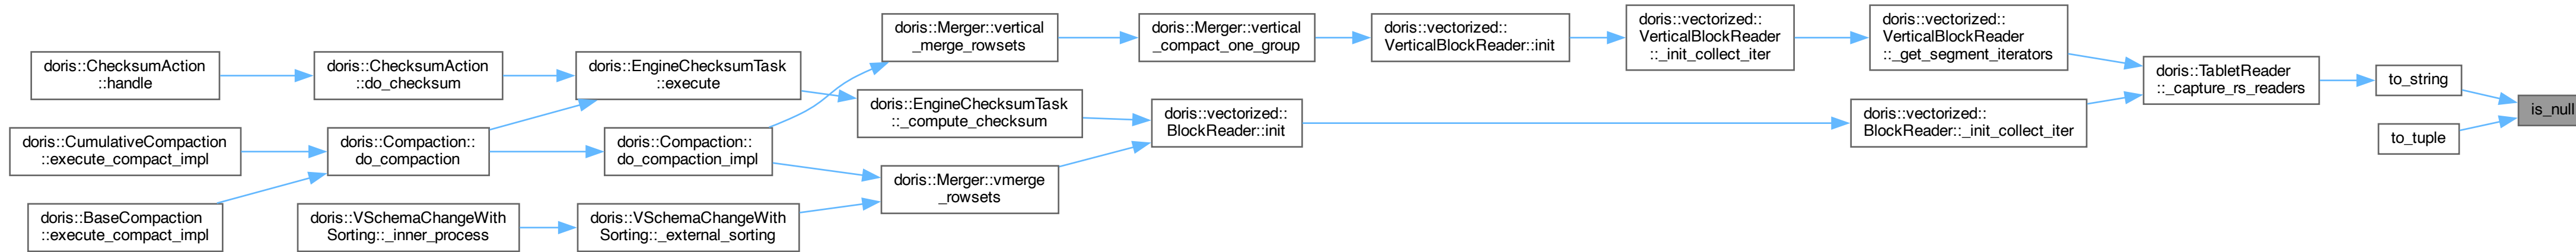 doris::ChecksumAction
::handle
doris::CumulativeCompaction
::execute_compact_impl
doris::BaseCompaction
::execute_compact_impl
doris::ChecksumAction
::do_checksum
doris::Compaction::
do_compaction
doris::VSchemaChangeWith
Sorting::_inner_process
doris::EngineChecksumTask
::execute
doris::Compaction::
do_compaction_impl
doris::VSchemaChangeWith
Sorting::_external_sorting
doris::Merger::vertical
_merge_rowsets
doris::EngineChecksumTask
::_compute_checksum
doris::Merger::vmerge
_rowsets
doris::Merger::vertical
_compact_one_group
doris::vectorized::
BlockReader::init
doris::vectorized::
VerticalBlockReader::init
doris::vectorized::
VerticalBlockReader
::_init_collect_iter
doris::vectorized::
VerticalBlockReader
::_get_segment_iterators
doris::vectorized::
BlockReader::_init_collect_iter
doris::TabletReader
::_capture_rs_readers
to_string
to_tuple
is_null